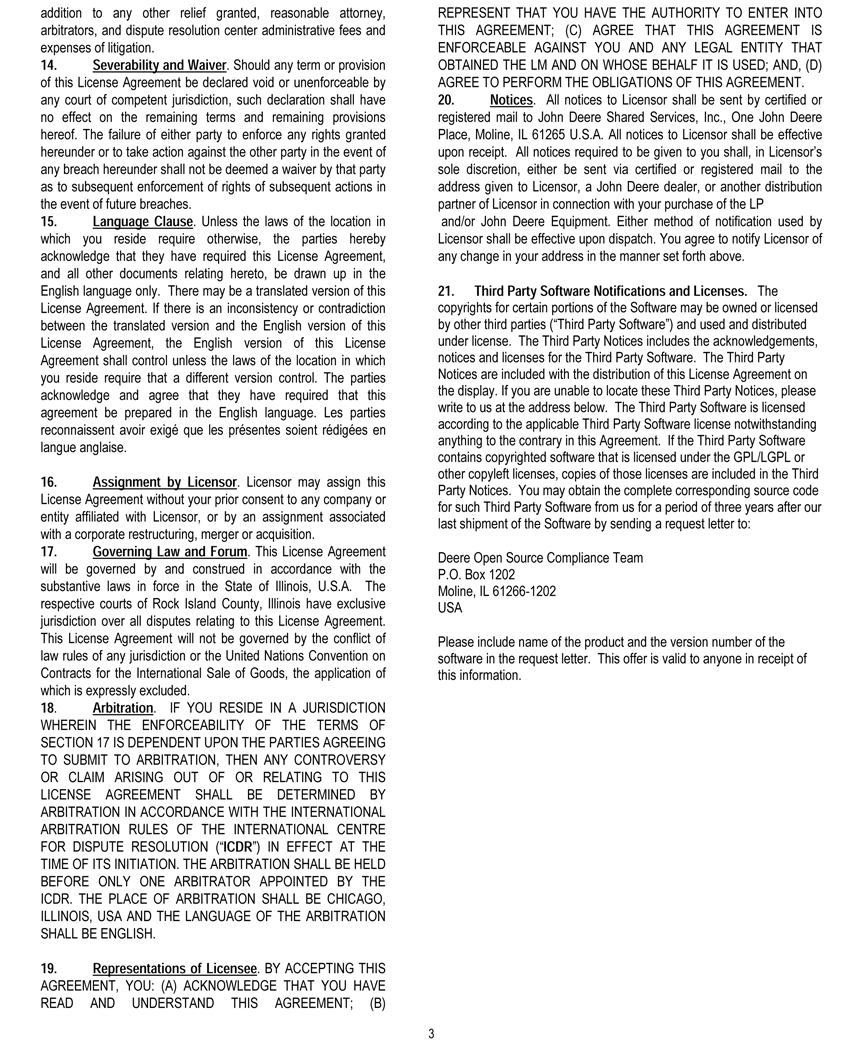 addition to any other relief granted, reasonable attorney,
arbitrators, and dispute resolution center administrative fees and
expenses of litigation.
14. Severability and Waiver. Should any term or provision
of this License Agreement be declared void or unenforceable by
any court of competent jurisdiction, such declaration shall have
no effect on the remaining terms and remaining provisions
hereof. The failure of either party to enforce any rights granted
hereunder or to take action against the other party in the event of
any breach hereunder shall not be deemed a waiver by that party
as to subsequent enforcement of rights of subsequent actions in
the event of future breaches.
15. Language Clause. Unless the laws of the location in
which you reside require otherwise, the parties hereby
acknowledge that they have required this License Agreement,
and all other documents relating hereto, be drawn up in the
English language only. There may be a translated version of this
License Agreement. If there is an inconsistency or contradiction
between the translated version and the English version of this
License Agreement, the English version of this License
Agreement shall control unless the laws of the location in which
you reside require that a different version control. The parties
acknowledge and agree that they have required that this
agreement be prepared in the English language. Les parties
reconnaissent avoir exigé que les présentes soient rédigées en
langue anglaise.
16. Assignment by Licensor. Licensor may assign this
License Agreement without your prior consent to any company or
entity affiliated with Licensor, or by an assignment associated
with a corporate restructuring, merger or acquisition.
17. Governing Law and Forum. This License Agreement
will be governed by and construed in accordance with the
substantive laws in force in the State of Illinois, U.S.A. The
respective courts of Rock Island County, Illinois have exclusive
jurisdiction over all disputes relating to this License Agreement.
This License Agreement will not be governed by the conflict of
law rules of any jurisdiction or the United Nations Convention on
Contracts for the International Sale of Goods, the application of
which is expressly excluded.
18. Arbitration. IF YOU RESIDE IN A JURISDICTION
WHEREIN THE ENFORCEABILITY OF THE TERMS OF
SECTION 17 IS DEPENDENT UPON THE PARTIES AGREEING
TO SUBMIT TO ARBITRATION, THEN ANY CONTROVERSY
OR CLAIM ARISING OUT OF OR RELATING TO THIS
LICENSE AGREEMENT SHALL BE DETERMINED BY
ARBITRATION IN ACCORDANCE WITH THE INTERNATIONAL
ARBITRATION RULES OF THE INTERNATIONAL CENTRE
FOR DISPUTE RESOLUTION (“ICDR”) IN EFFECT AT THE
TIME OF ITS INITIATION. THE ARBITRATION SHALL BE HELD
BEFORE ONLY ONE ARBITRATOR APPOINTED BY THE
ICDR. THE PLACE OF ARBITRATION SHALL BE CHICAGO,
ILLINOIS, USA AND THE LANGUAGE OF THE ARBITRATION
SHALL BE ENGLISH.
19. Representations of Licensee. BY ACCEPTING THIS
AGREEMENT, YOU: (A) ACKNOWLEDGE THAT YOU HAVE
READ AND UNDERSTAND THIS AGREEMENT; (B)
REPRESENT THAT YOU HAVE THE AUTHORITY TO ENTER INTO
THIS AGREEMENT; (C) AGREE THAT THIS AGREEMENT IS
ENFORCEABLE AGAINST YOU AND ANY LEGAL ENTITY THAT
OBTAINED THE LM AND ON WHOSE BEHALF IT IS USED; AND, (D)
AGREE TO PERFORM THE OBLIGATIONS OF THIS AGREEMENT.
20. Notices. All notices to Licensor shall be sent by certified or
registered mail to John Deere Shared Services, Inc., One John Deere
Place, Moline, IL 61265 U.S.A. All notices to Licensor shall be effective
upon receipt. All notices required to be given to you shall, in Licensor's
sole discretion, either be sent via certified or registered mail to the
address given to Licensor, a John Deere dealer, or another distribution
partner of Licensor in connection with your purchase of the LP
and/or John Deere Equipment. Either method of notification used by
Licensor shall be effective upon dispatch. You agree to notify Licensor of
any change in your address in the manner set forth above.
21. Third Party Software Notifications and Licenses. The
copyrights for certain portions of the Software may be owned or licensed
by other third parties (“Third Party Software”) and used and distributed
under license. The Third Party Notices includes the acknowledgements,
notices and licenses for the Third Party Software. The Third Party
Notices are included with the distribution of this License Agreement on
the display. If you are unable to locate these Third Party Notices, please
write to us at the address below. The Third Party Software is licensed
according to the applicable Third Party Software license notwithstanding
anything to the contrary in this Agreement. If the Third Party Software
contains copyrighted software that is licensed under the GPL/LGPL or
other copyleft licenses, copies of those licenses are included in the Third
Party Notices. You may obtain the complete corresponding source code
for such Third Party Software from us for a period of three years after our
last shipment of the Software by sending a request letter to:
Deere Open Source Compliance Team
P.O. Box 1202
Moline, IL 61266-1202
USA
Please include name of the product and the version number of the
software in the request letter. This offer is valid to anyone in receipt of
this information.
3